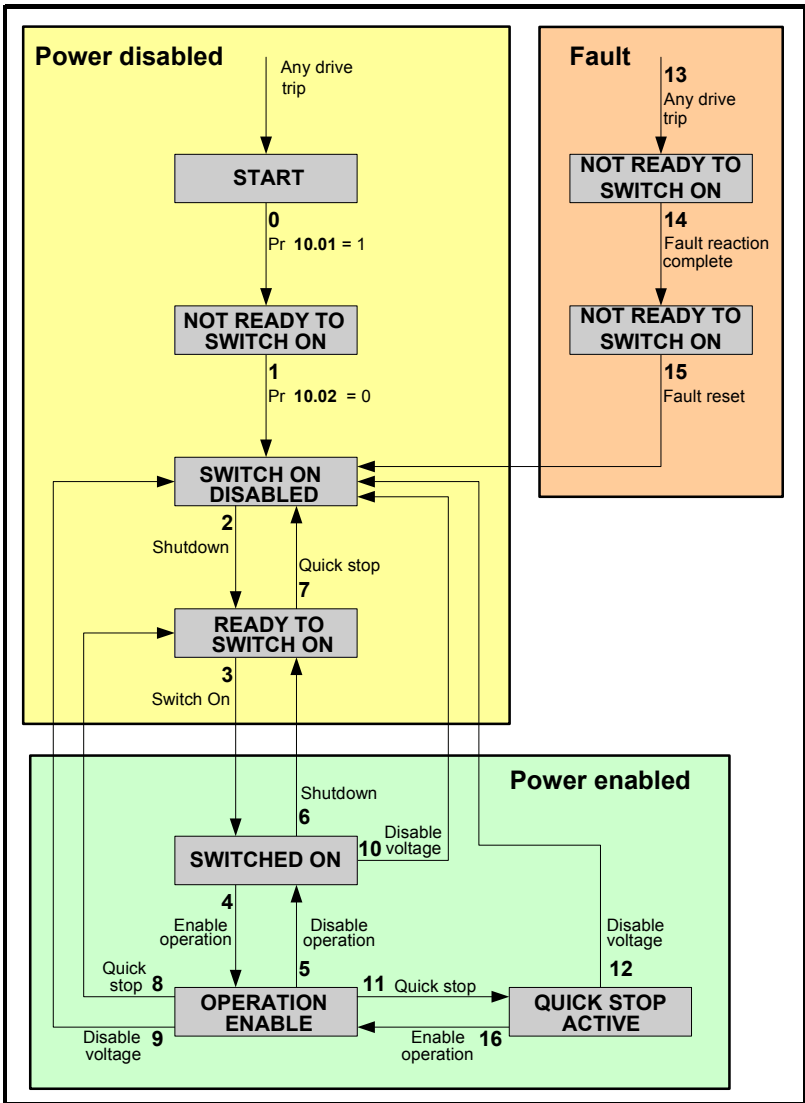 Power disabled
Any drive
trip
START
0
Pr 10.01 = 1
NOT READY TO
SWITCH ON
1
Pr 10.02 = 0
SWITCH ON
DISABLED
2
Shutdown
Quick stop
7
READY TO
SWITCH ON
3
Switch On
Fault
13
Any drive
trip
NOT READY TO
SWITCH ON
14
Fault reaction
complete
NOT READY TO
SWITCH ON
15
Fault reset
Power enabled
Shutdown
6
SWITCHED ON
10 Disable
voltage
4
Enable
operation
Disable
operation
5
Quick
stop 8
OPERATION
ENABLE
Disable 9
voltage
11 Quick stop
Enable 16
operation
Disable
voltage
12
QUICK STOP
ACTIVE